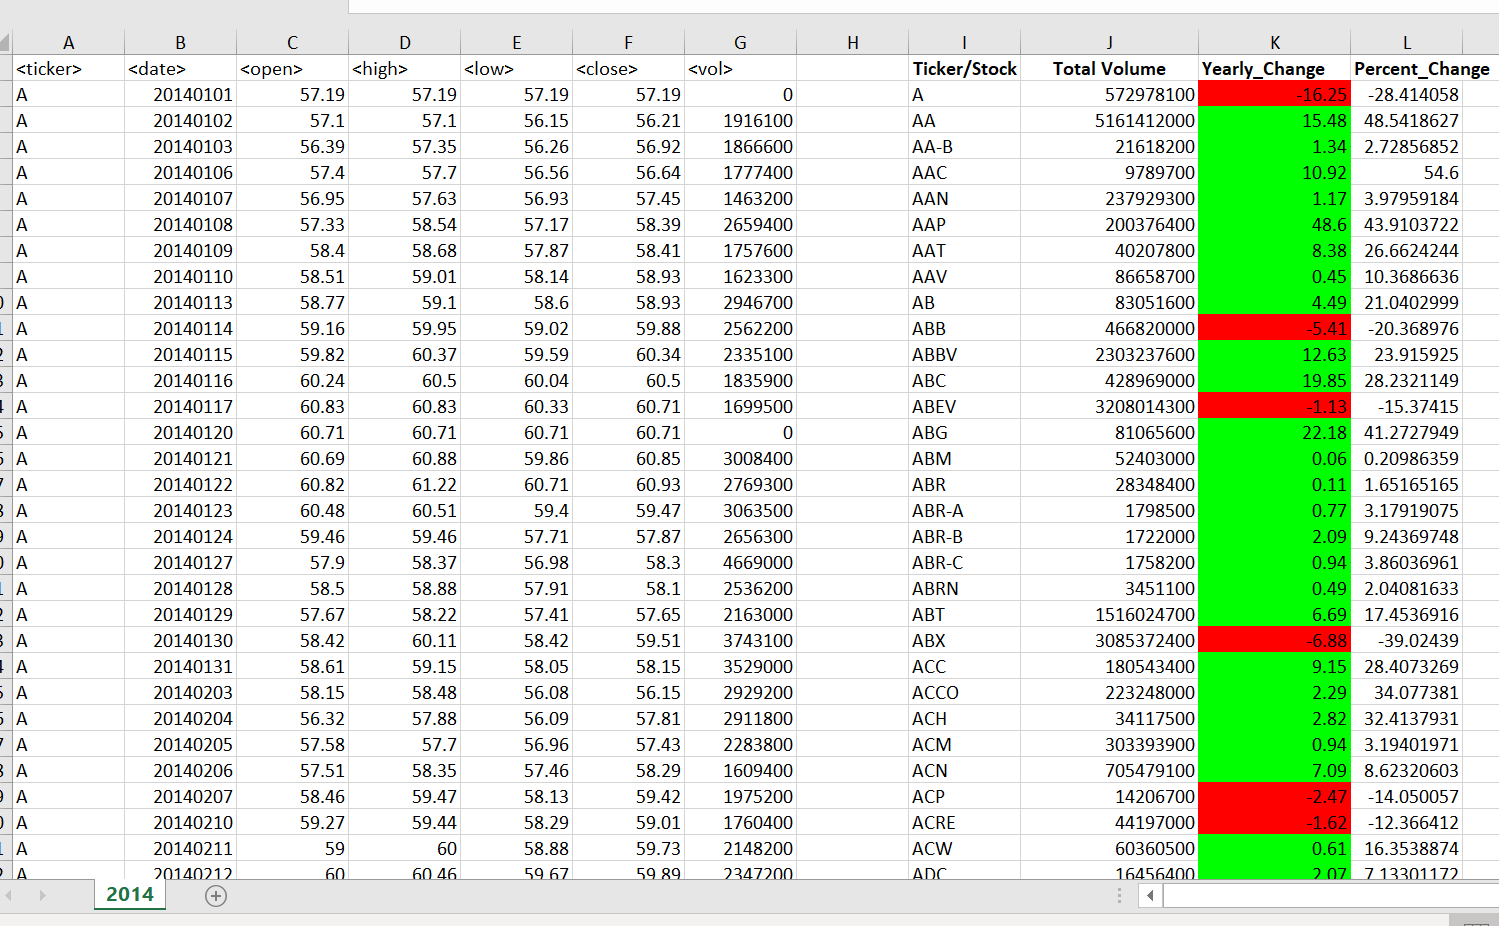 A B C D E F G H I J K L
<ticker> <date> <open> <high> <low> <close> <vol> Ticker/Stock Total Volume Yearly_Change Percent_Change
A 20140101 57.19 57.19 57.19 57.19 0 A 572978100 -16.25 -28.414058
A 20140102 57.1 57.1 56.15 56.21 1916100 AA 5161412000 15.48 48.5418627
A 20140103 56.39 57.35 56.26 56.92 1866600 AA-B 21618200 1.34 2.72856852
A 20140106 57.4 57.7 56.56 56.64 1777400 AAC 9789700 10.92 54.6
A 20140107 56.95 57.63 56.93 57.45 1463200 AAN 237929300 1.17 3.97959184
A 20140108 57.33 58.54 57.17 58.39 2659400 AAP 200376400 48.6 43.9103722
A 20140109 58.4 58.68 57.87 58.41 1757600 AAT 40207800 8.38 26.6624244
A 20140110 58.51 59.01 58.14 58.93 1623300 AAV 86658700 0.45 10.3686636
A 20140113 58.77 59.1 58.6 58.93 2946700 AB 83051600 4.49 21.0402999
A 20140114 59.16 59.95 59.02 59.88 2562200 ABB 466820000 -5.41 -20.368976
A 20140115 59.82 60.37 59.59 60.34 2335100 ABBV 2303237600 12.63 23.915925
A 20140116 60.24 60.5 60.04 60.5 1835900 ABC 428969000 19.85 28.2321149
A 20140117 60.83 60.83 60.33 60.71 1699500 ABEV 3208014300 -1.13 -15.37415
A 20140120 60.71 60.71 60.71 60.71 0 ABG 81065600 22.18 41.2727949
A 20140121 60.69 60.88 59.86 60.85 3008400 ABM 52403000 0.06 0.20986359
A 20140122 60.82 61.22 60.71 60.93 2769300 ABR 28348400 0.11 1.65165165
A 20140123 60.48 60.51 59.4 59.47 3063500 ABR-A 1798500 0.77 3.17919075
A 20140124 59.46 59.46 57.71 57.87 2656300 ABR-B 1722000 2.09 9.24369748
A 20140127 57.9 58.37 56.98 58.3 4669000 ABR-C 1758200 0.94 3.86036961
A 20140128 58.5 58.88 57.91 58.1 2536200 ABRN 3451100 0.49 2.04081633
A 20140129 57.67 58.22 57.41 57.65 2163000 ABT 1516024700 6.69 17.4536916
A 20140130 58.42 60.11 58.42 59.51 3743100 ABX 3085372400 -6.88 -39.02439
A 20140131 58.61 59.15 58.05 58.15 3529000 ACC 180543400 9.15 28.4073269
A 20140203 58.15 58.48 56.08 56.15 2929200 ACCO 223248000 2.29 34.077381
A 20140204 56.32 57.88 56.09 57.81 2911800 ACH 34117500 2.82 32.4137931
A 20140205 57.58 57.7 56.96 57.43 2283800 ACM 303393900 0.94 3.19401971
A 20140206 57.51 58.35 57.46 58.29 1609400 ACN 705479100 7.09 8.62320603
A 20140207 58.46 59.47 58.13 59.42 1975200 ACP 14206700 -2.47 -14.050057
A 20140210 59.27 59.44 58.29 59.01 1760400 ACRE 44197000 -1.62 -12.366412
A 20140211 59 60 58.88 59.73 2148200 ACW 60360500 0.61 16.3538874
A 20140212 60 60.46 59.67 59.89 2347200 ADC 16456400 2.07 7.13301172
2014